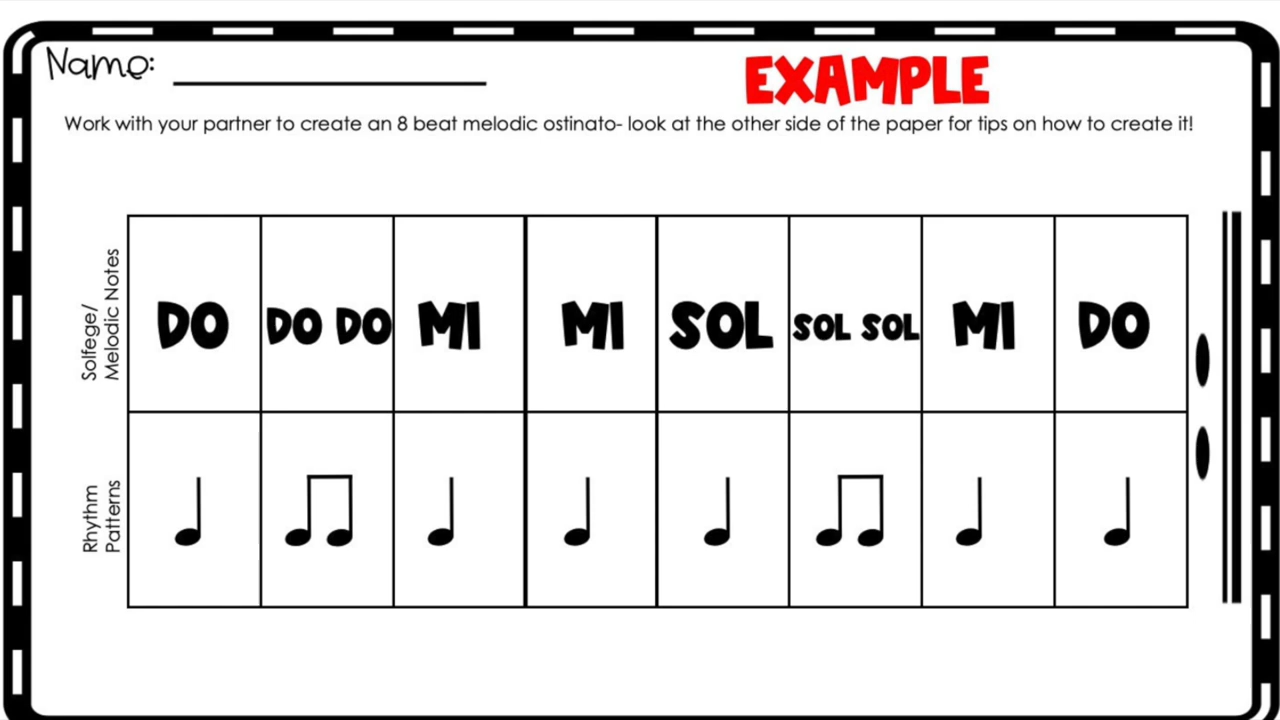 Name:
EXAMPLE
Work with your partner to create an 8 beat melodic ostinato- look at the other side of the paper for tips on how to create it!
Solfege/
Melodic Notes
DO DO DO MI MI SOL SOL SOL MI DO
Rhythm
Patterns